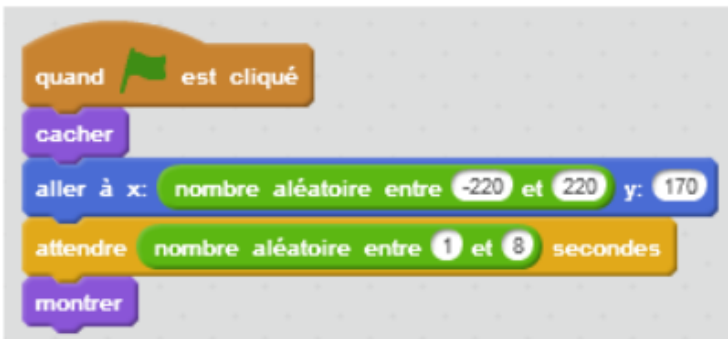 quand est cliqué
cacher
aller à x: nombre aléatoire entre -220 et 220 y: 170
attendre nombre aléatoire entre 1 et 8 secondes
montrer